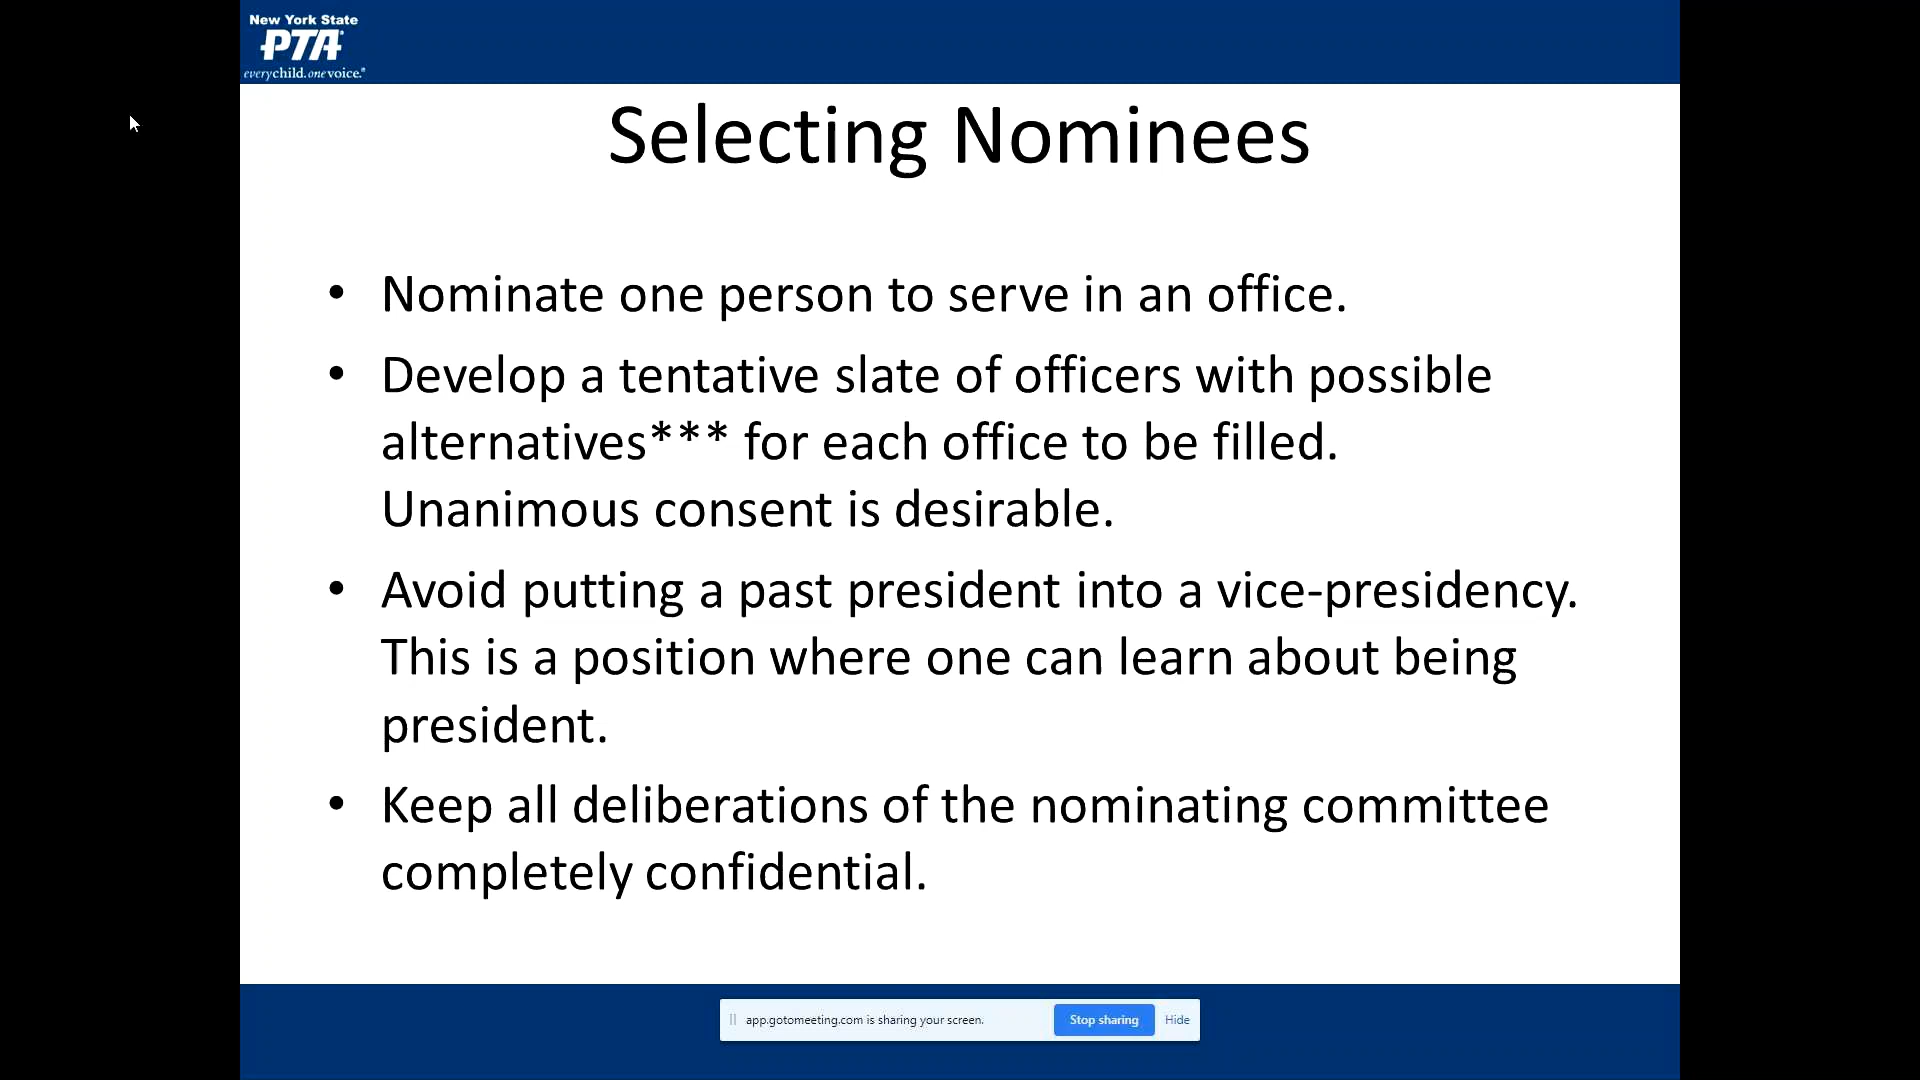 New York State
PTA
everychild.onevoice.®
Selecting Nominees
• Nominate one person to serve in an office.
• Develop a tentative slate of officers with possible
alternatives*** for each office to be filled.
Unanimous consent is desirable.
• Avoid putting a past president into a vice-presidency.
This is a position where one can learn about being
president.
• Keep all deliberations of the nominating committee
completely confidential.
app.gotomeeting.com is sharing your screen. Stop sharing Hide